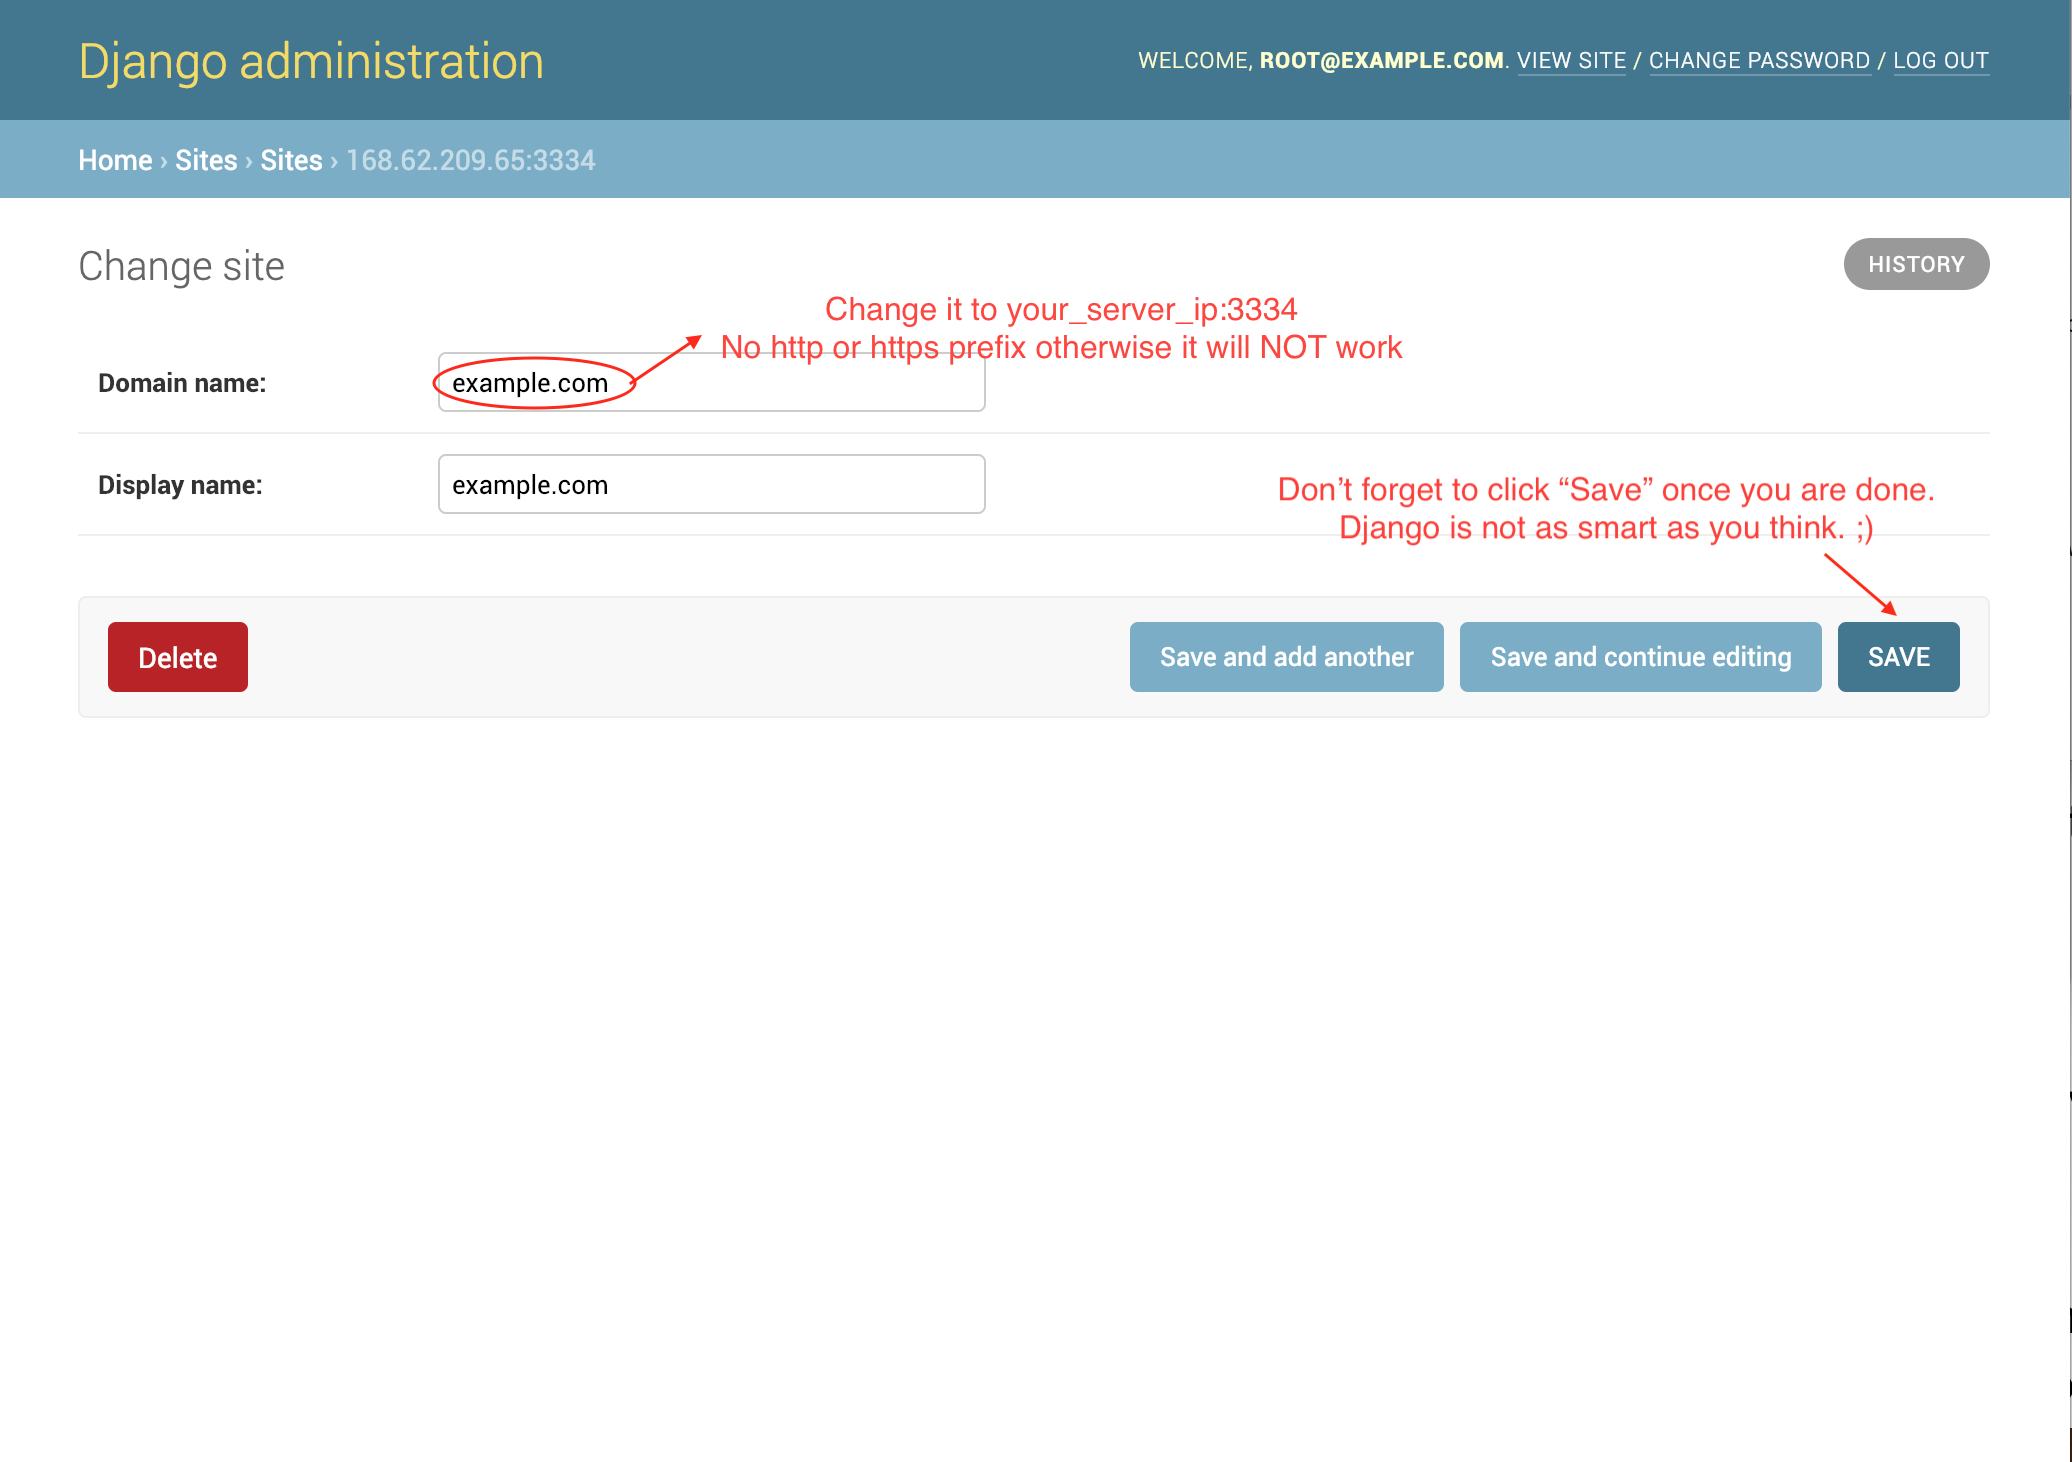 Django administration
WELCOME, ROOT@EXAMPLE.COM. VIEW SITE / CHANGE PASSWORD / LOG OUT
Home › Sites › Sites › 168.62.209.65:3334
Change site
HISTORY
Change it to your_server_ip:3334
No http or https prefix otherwise it will NOT work
Domain name:
example.com
Display name:
example.com
Don’t forget to click “Save” once you are done.
Django is not as smart as you think. ;)
Delete
Save and add another
Save and continue editing
SAVE